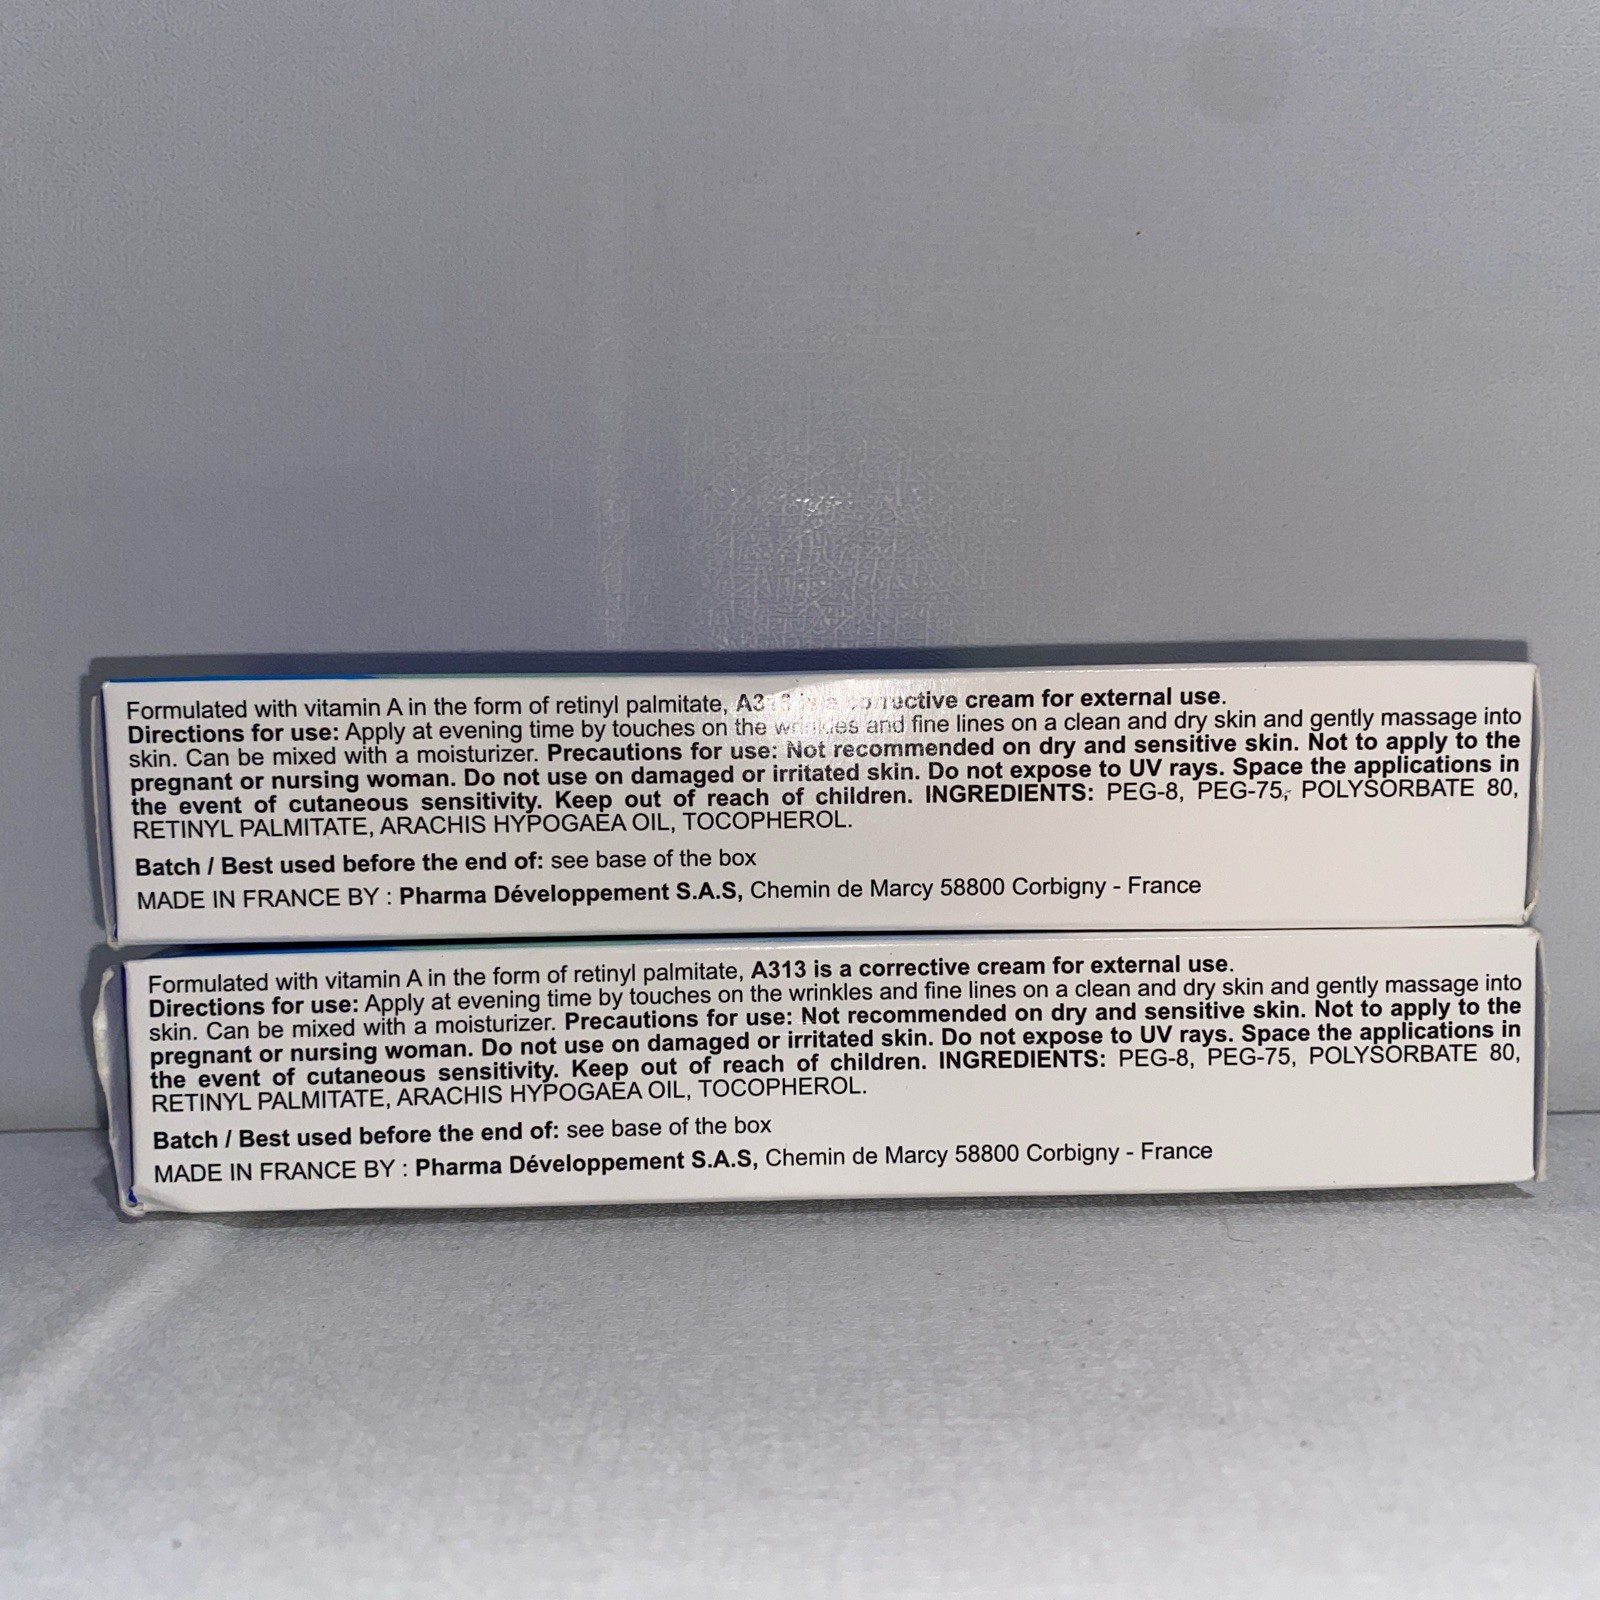 Formulated with vitamin A in the form of retinyl palmitate, corrective cream for external use.
Directions for use: Apply at evening time by touches on the wrinkles and fine lines on a clean and dry skin and gently massage into
skin. Can be mixed with a moisturizer. Precautions for use: Not recommended on dry and sensitive skin. Not to apply to the
pregnant or nursing woman. Do not use on damaged or irritated skin. Do not expose to UV rays. Space the applications in
the event of cutaneous sensitivity. Keep out of reach of children. INGREDIENTS: PEG-8, PEG-75, POLYSORBATE 80,
RETINYL PALMITATE, ARACHIS HYPOGAEA OIL, TOCOPHEROL.
Batch / Best used before the end of: see base of the box
MADE IN FRANCE BY : Pharma Développement S.A.S, Chemin de Marcy 58800 Corbigny - France
Formulated with vitamin A in the form of retinyl palmitate, A313 is a corrective cream for external use.
Directions for use: Apply at evening time by touches on the wrinkles and fine lines on a clean and dry skin and gently massage into
skin. Can be mixed with a moisturizer. Precautions for use: Not recommended on dry and sensitive skin. Not to apply to the
pregnant or nursing woman. Do not use on damaged or irritated skin. Do not expose to UV rays. Space the applications in
the event of cutaneous sensitivity. Keep out of reach of children. INGREDIENTS: PEG-8, PEG-75, POLYSORBATE 80,
RETINYL PALMITATE, ARACHIS HYPOGAEA OIL, TOCOPHEROL.
Batch / Best used before the end of: see base of the box
MADE IN FRANCE BY : Pharma Développement S.A.S, Chemin de Marcy 58800 Corbigny - France